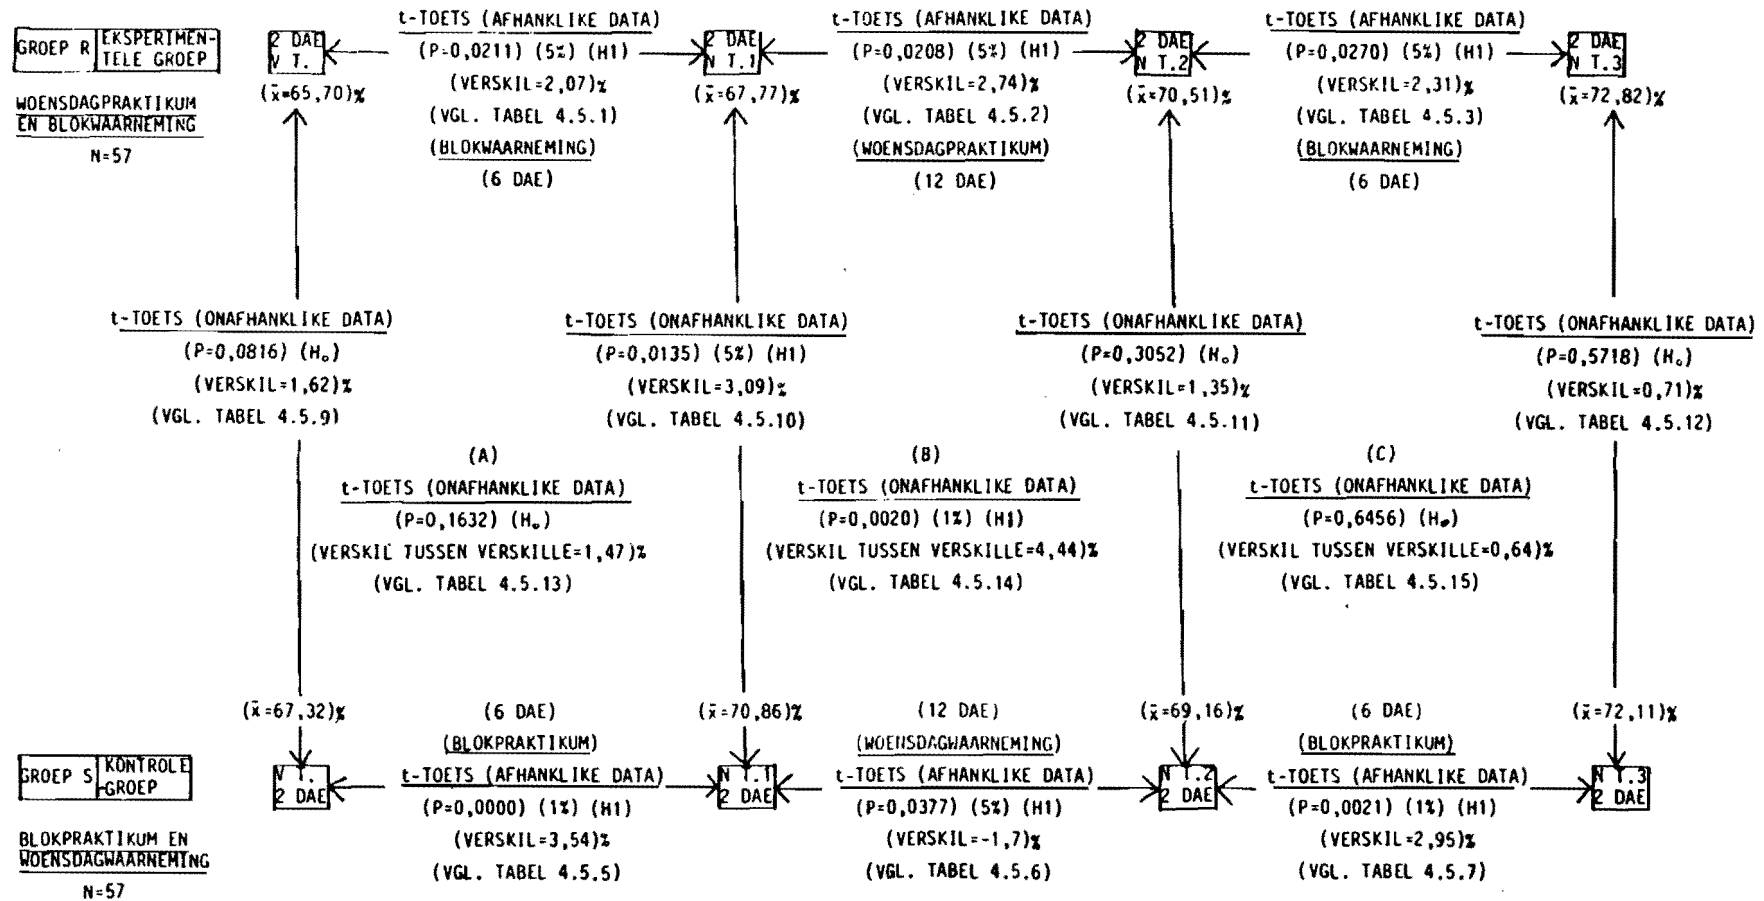 GROEP R EKSPERIMEN-
TELE GROEP
WOENSDAGPRAKTIKUM
EN BLOKWAARNEMING
N=57
2 DAE
V T.
(x̄=65,70)%
t-TOETS (AFHANKLIKE DATA)
(P=0,0211) (5%) (H1)
(VERSKIL=2,07)%
(VGL. TABEL 4.5.1)
(BLOKWAARNEMING)
(6 DAE)
2 DAE
N T.1
(x̄=67,77)%
t-TOETS (AFHANKLIKE DATA)
(P=0,0208) (5%) (H1)
(VERSKIL=2,74)%
(VGL. TABEL 4.5.2)
(WOENSDAGPRAKTIKUM)
(12 DAE)
2 DAE
N T.2
(x̄=70,51)%
t-TOETS (AFHANKLIKE DATA)
(P=0,0270) (5%) (H1)
(VERSKIL=2,31)%
(VGL. TABEL 4.5.3)
(BLOKWAARNEMING)
(6 DAE)
2 DAE
N T.3
(x̄=72,82)%
t-TOETS (ONAFHANKLIKE DATA)
(P=0,0816) (H₀)
(VERSKIL=1,62)%
(VGL. TABEL 4.5.9)
t-TOETS (ONAFHANKLIKE DATA)
(P=0,0135) (5%) (H1)
(VERSKIL=3,09)%
(VGL. TABEL 4.5.10)
t-TOETS (ONAFHANKLIKE DATA)
(P=0,3052) (H₀)
(VERSKIL=1,35)%
(VGL. TABEL 4.5.11)
t-TOETS (ONAFHANKLIKE DATA)
(P=0,5718) (H₀)
(VERSKIL=0,71)%
(VGL. TABEL 4.5.12)
(A)
t-TOETS (ONAFHANKLIKE DATA)
(P=0,1632) (H₀)
(VERSKIL TUSSEN VERSKILLE=1,47)%
(VGL. TABEL 4.5.13)
(B)
t-TOETS (ONAFHANKLIKE DATA)
(P=0,0020) (1%) (H1)
(VERSKIL TUSSEN VERSKILLE=4,44)%
(VGL. TABEL 4.5.14)
(C)
t-TOETS (ONAFHANKLIKE DATA)
(P=0,6456) (H₀)
(VERSKIL TUSSEN VERSKILLE=0,64)%
(VGL. TABEL 4.5.15)
GROEP S KONTROLE
-GROEP
BLOKPRAKTIKUM EN
WOENSDAGWAARNEMING
N=57
(x̄=67,32)%
V T.
2 DAE
(6 DAE)
(BLOKPRAKTIKUM)
t-TOETS (AFHANKLIKE DATA)
(P=0,0000) (1%) (H1)
(VERSKIL=3,54)%
(VGL. TABEL 4.5.5)
(x̄=70,86)%
N T.1
2 DAE
(12 DAE)
(WOENSDAGWAARNEMING)
t-TOETS (AFHANKLIKE DATA)
(P=0,0377) (5%) (H1)
(VERSKIL=-1,7)%
(VGL. TABEL 4.5.6)
(x̄=69,16)%
N T.2
2 DAE
(6 DAE)
(BLOKPRAKTIKUM)
t-TOETS (AFHANKLIKE DATA)
(P=0,0021) (1%) (H1)
(VERSKIL=2,95)%
(VGL. TABEL 4.5.7)
(x̄=72,11)%
N T.3
2 DAE